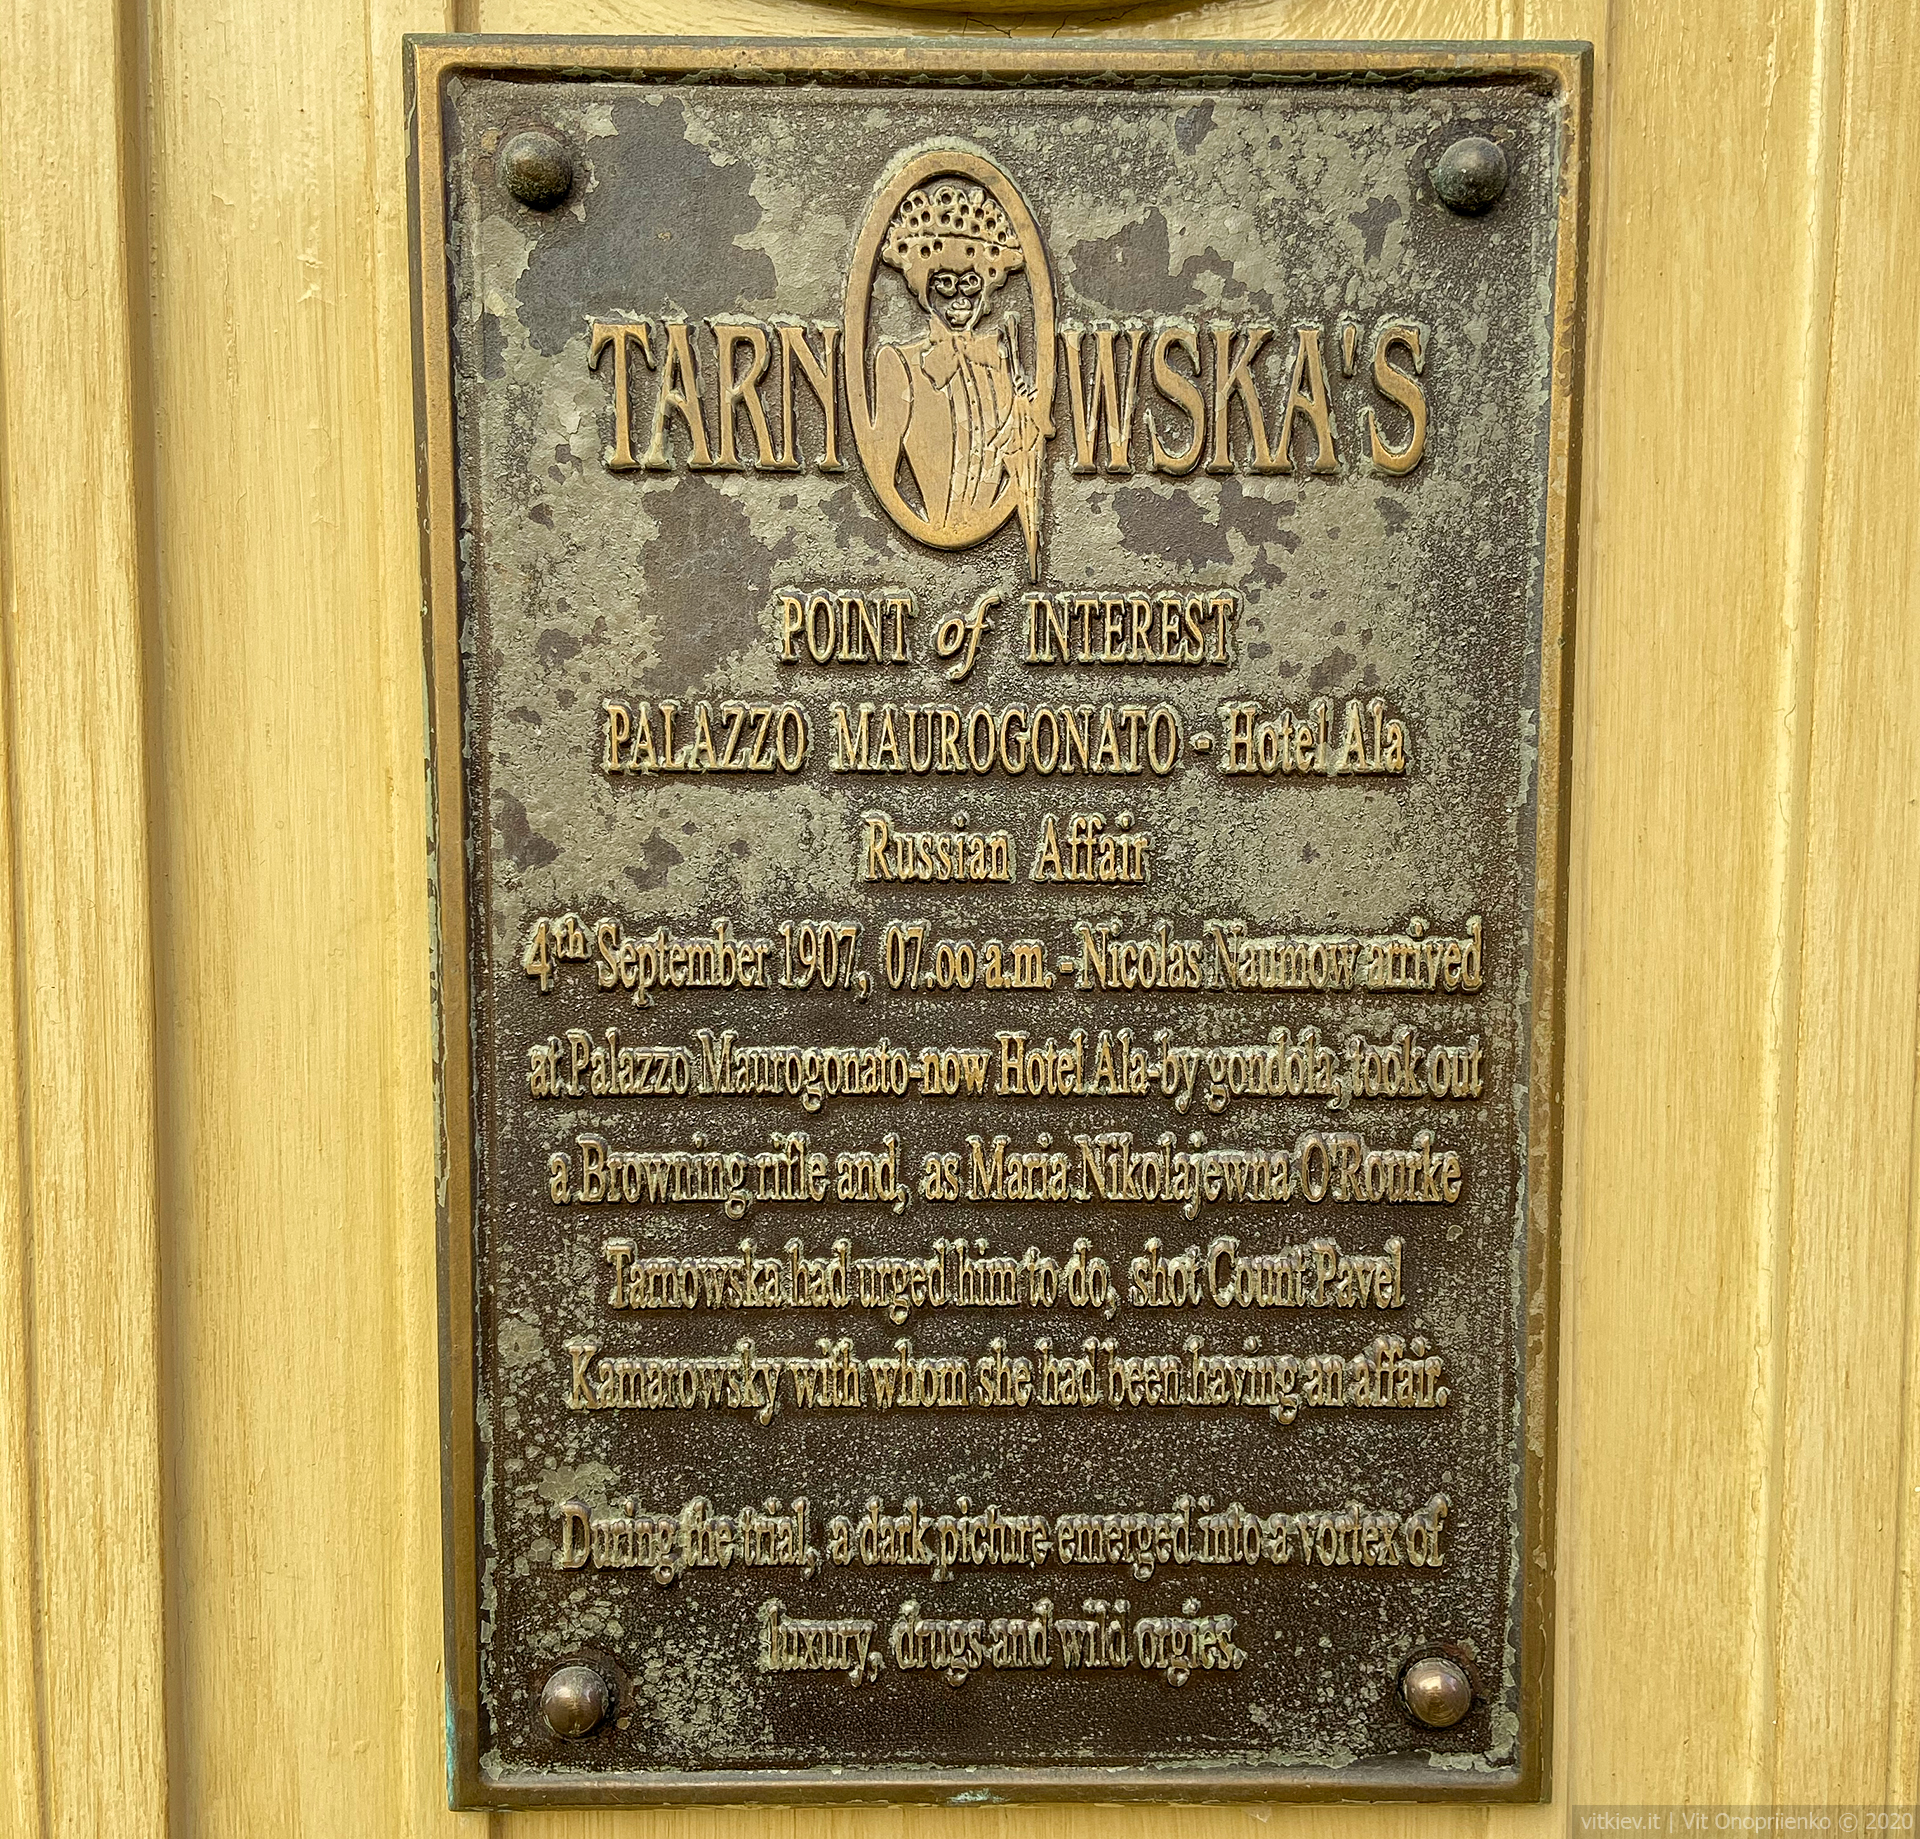 TARNOWSKA'S
POINT of INTEREST
PALAZZO MAUROGONATO - Hotel Ala
Russian Affair
4th September 1907, 07.00 a.m. - Nicolas Naumow arrived
at Palazzo Maurogonato-now Hotel Ala-by gondola, took out
a Browning rifle and, as Maria Nikolajewna O'Rourke
Tarnowska had urged him to do, shot Count Pavel
Kamarowsky with whom she had been having an affair.
During the trial, a dark picture emerged into a vortex of
luxury, drugs and wild orgies.
vitkiev.it | Vit Onopriienko © 2020